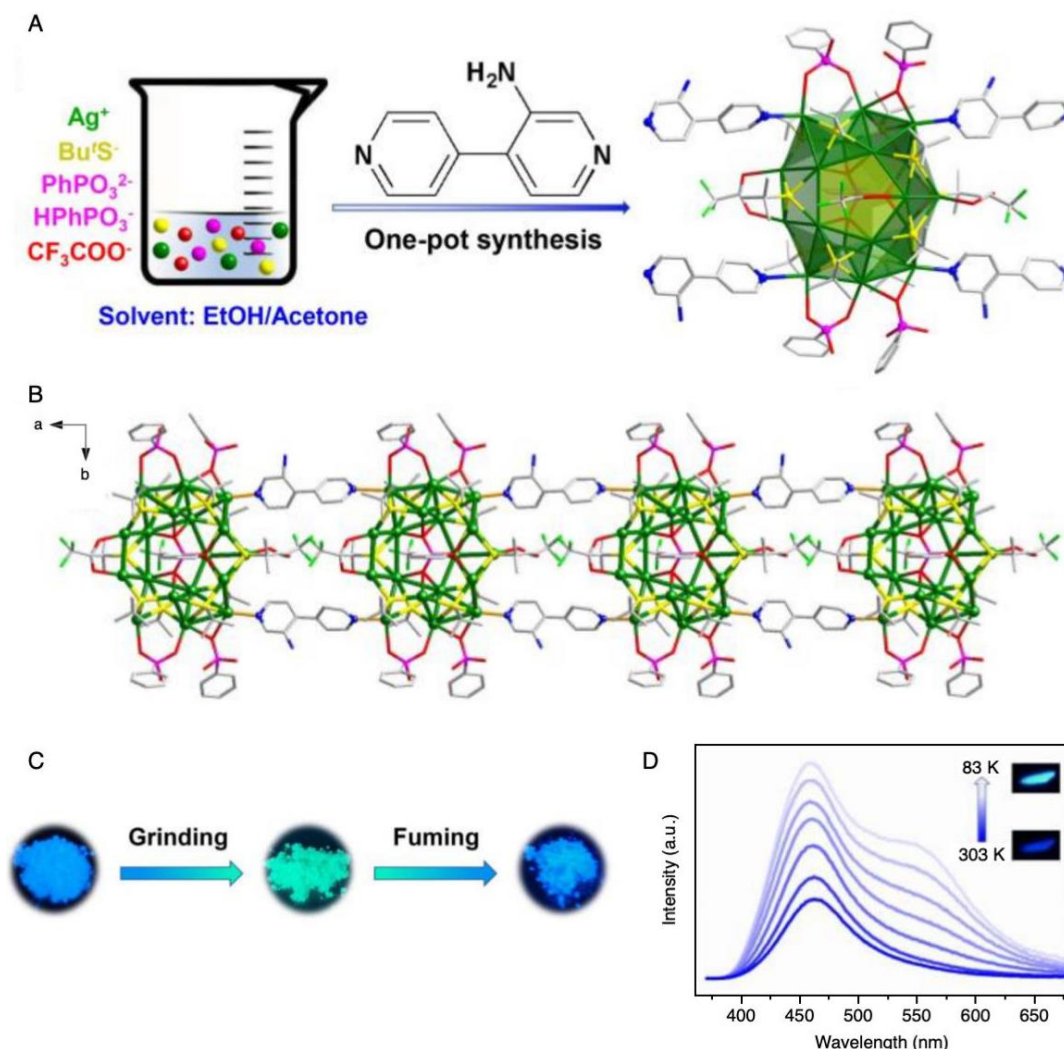 A
Ag⁺
BuᵗS⁻
PhPO₃²⁻
HPhPO₃⁻
CF₃COO⁻
H₂N
N
N
One-pot synthesis
Solvent: EtOH/Acetone
B
a
b
C
Grinding
Fuming
D
83 K
303 K
Intensity (a.u.)
400 450 500 550 600 650
Wavelength (nm)